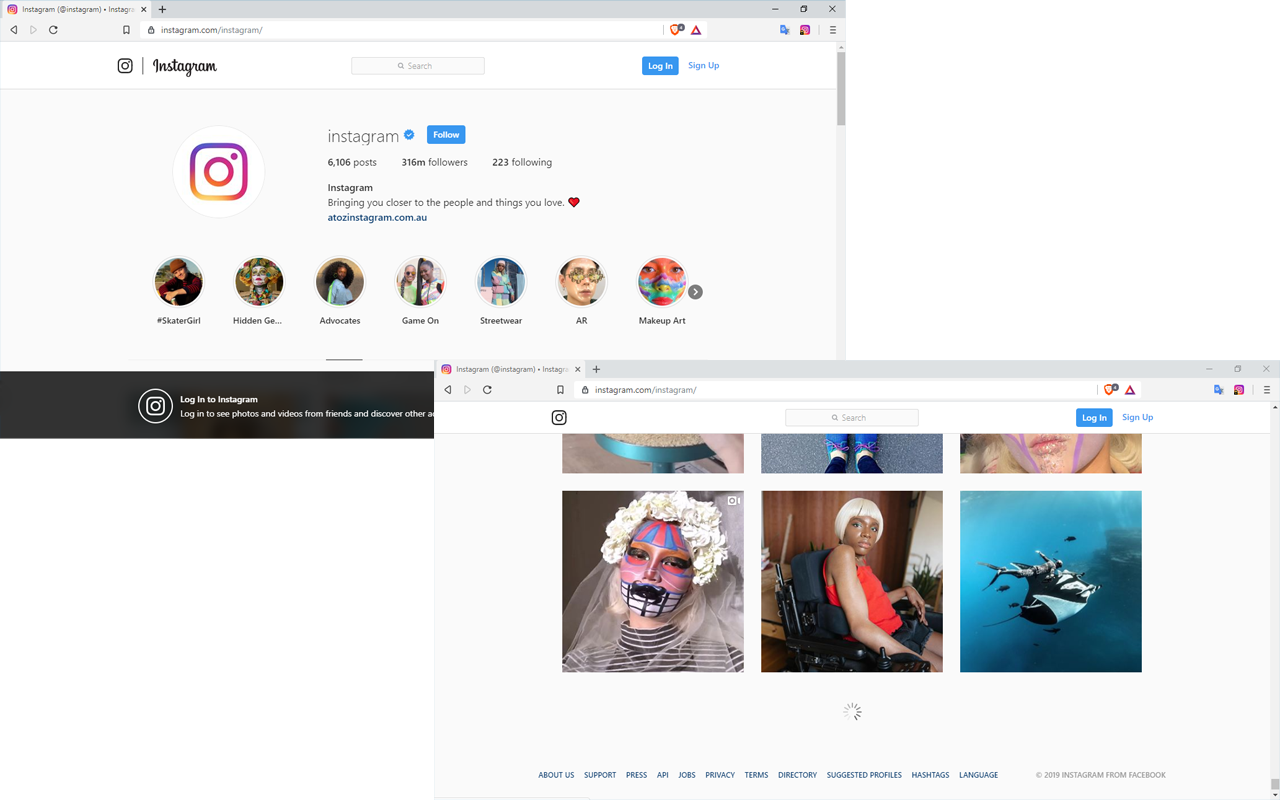 Instagram (@instagram) • Instagra
instagram.com/instagram/
4
Instagram
Search
Log In
Sign Up
instagram
Follow
6,106 posts
316m followers
223 following
Instagram
Bringing you closer to the people and things you love. ❤️
atozinstagram.com.au
#SkaterGirl
Hidden Ge...
Advocates
Game On
Streetwear
AR
Makeup Art
Log In to Instagram
Log in to see photos and videos from friends and discover other ac
Instagram (@instagram) • Instagra
instagram.com/instagram/
Search
Log In
Sign Up
ABOUT US
SUPPORT
PRESS
API
JOBS
PRIVACY
TERMS
DIRECTORY
SUGGESTED PROFILES
HASHTAGS
LANGUAGE
© 2019 INSTAGRAM FROM FACEBOOK